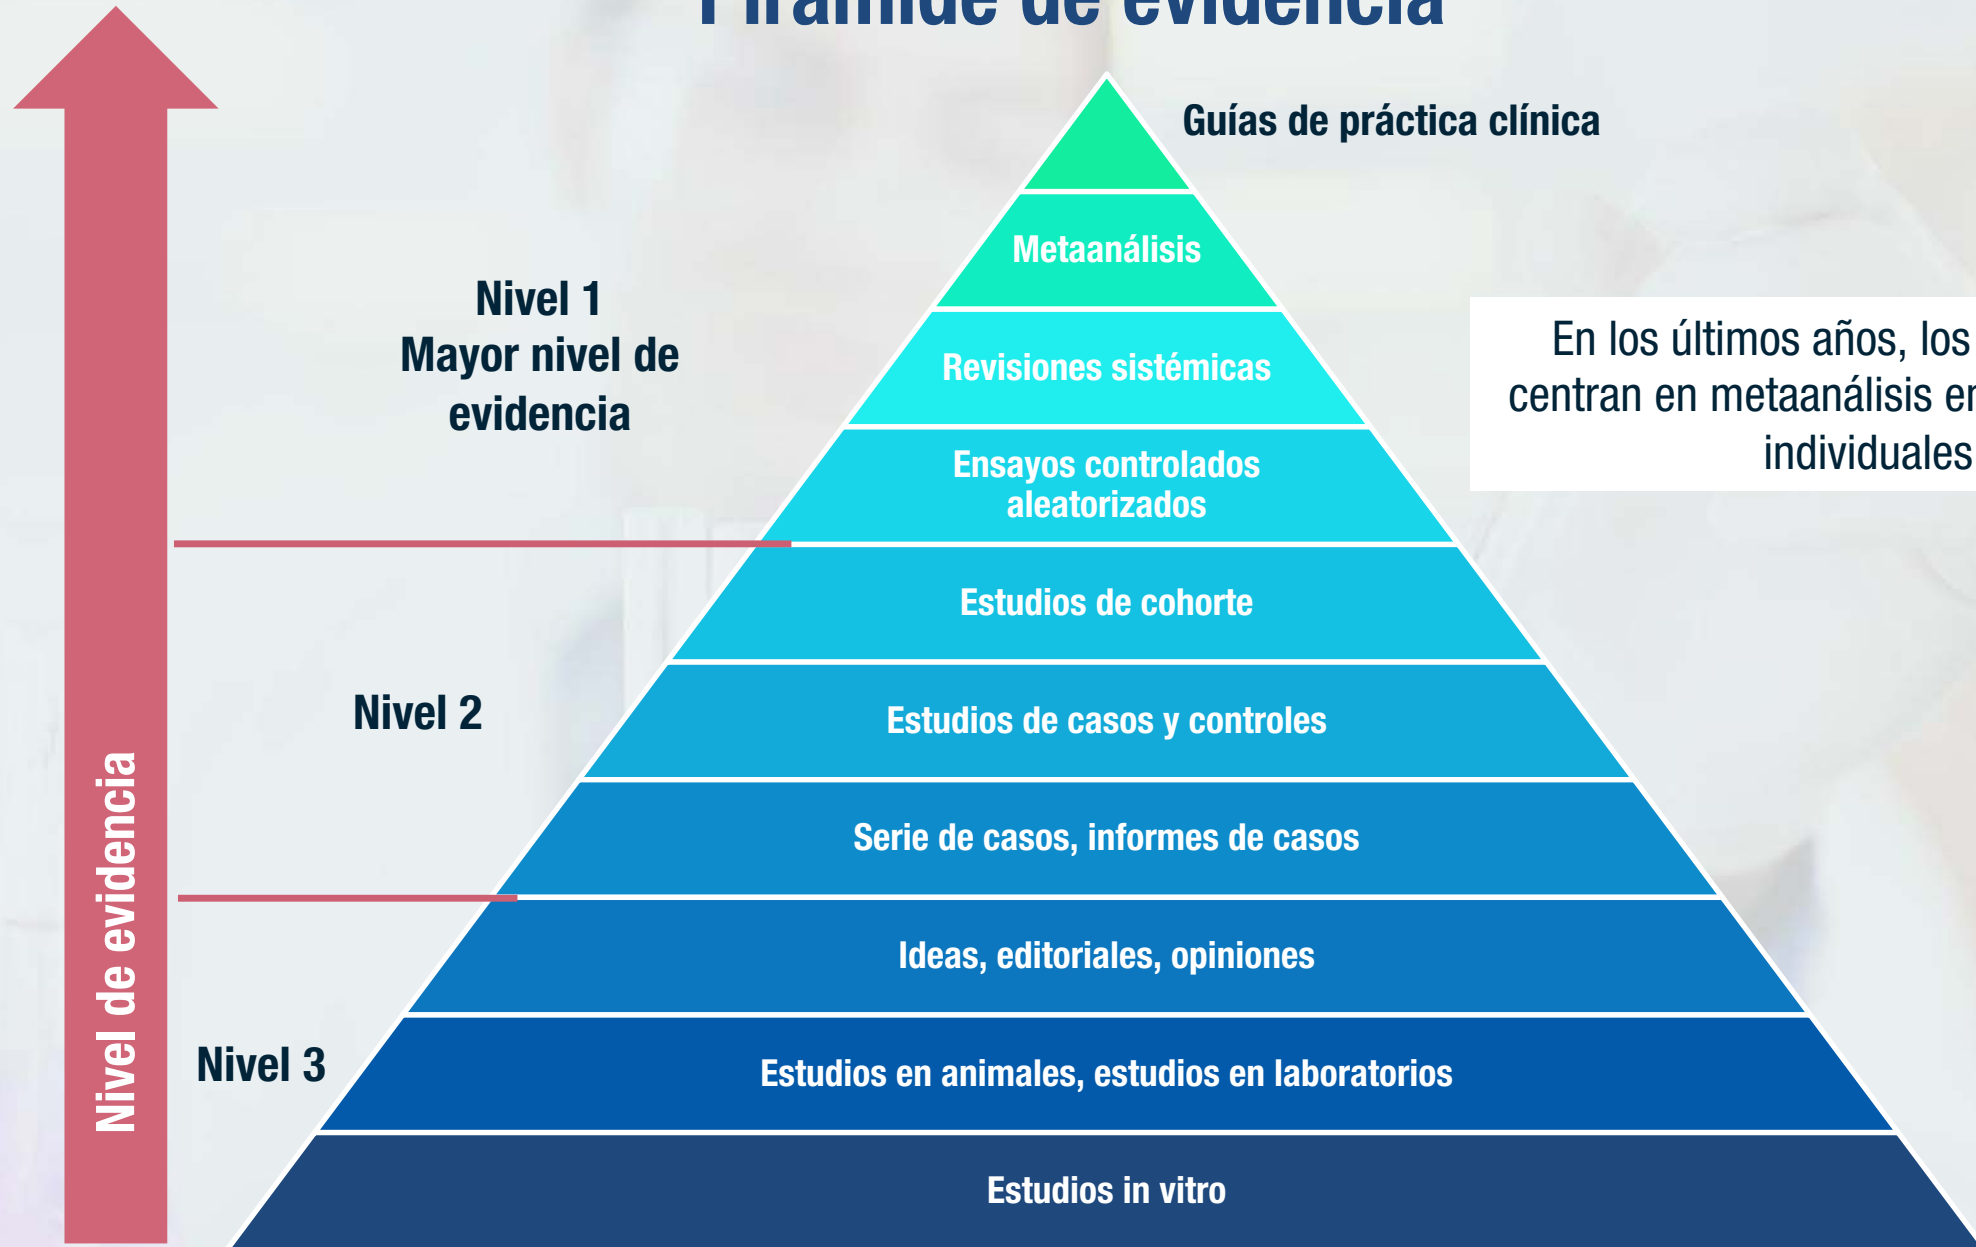 Pirámide de evidencia
Guías de práctica clínica
Metaanálisis
Nivel 1
Mayor nivel de
evidencia
Revisiones sistémicas
En los últimos años, los
centran en metaanálisis
individuales
Ensayos controlados
aleatorizados
Estudios de cohorte
Nivel 2
Estudios de casos y controles
Serie de casos, informes de casos
Ideas, editoriales, opiniones
Nivel de evidencia
Nivel 3
Estudios en animales, estudios en laboratorios
Estudios in vitro